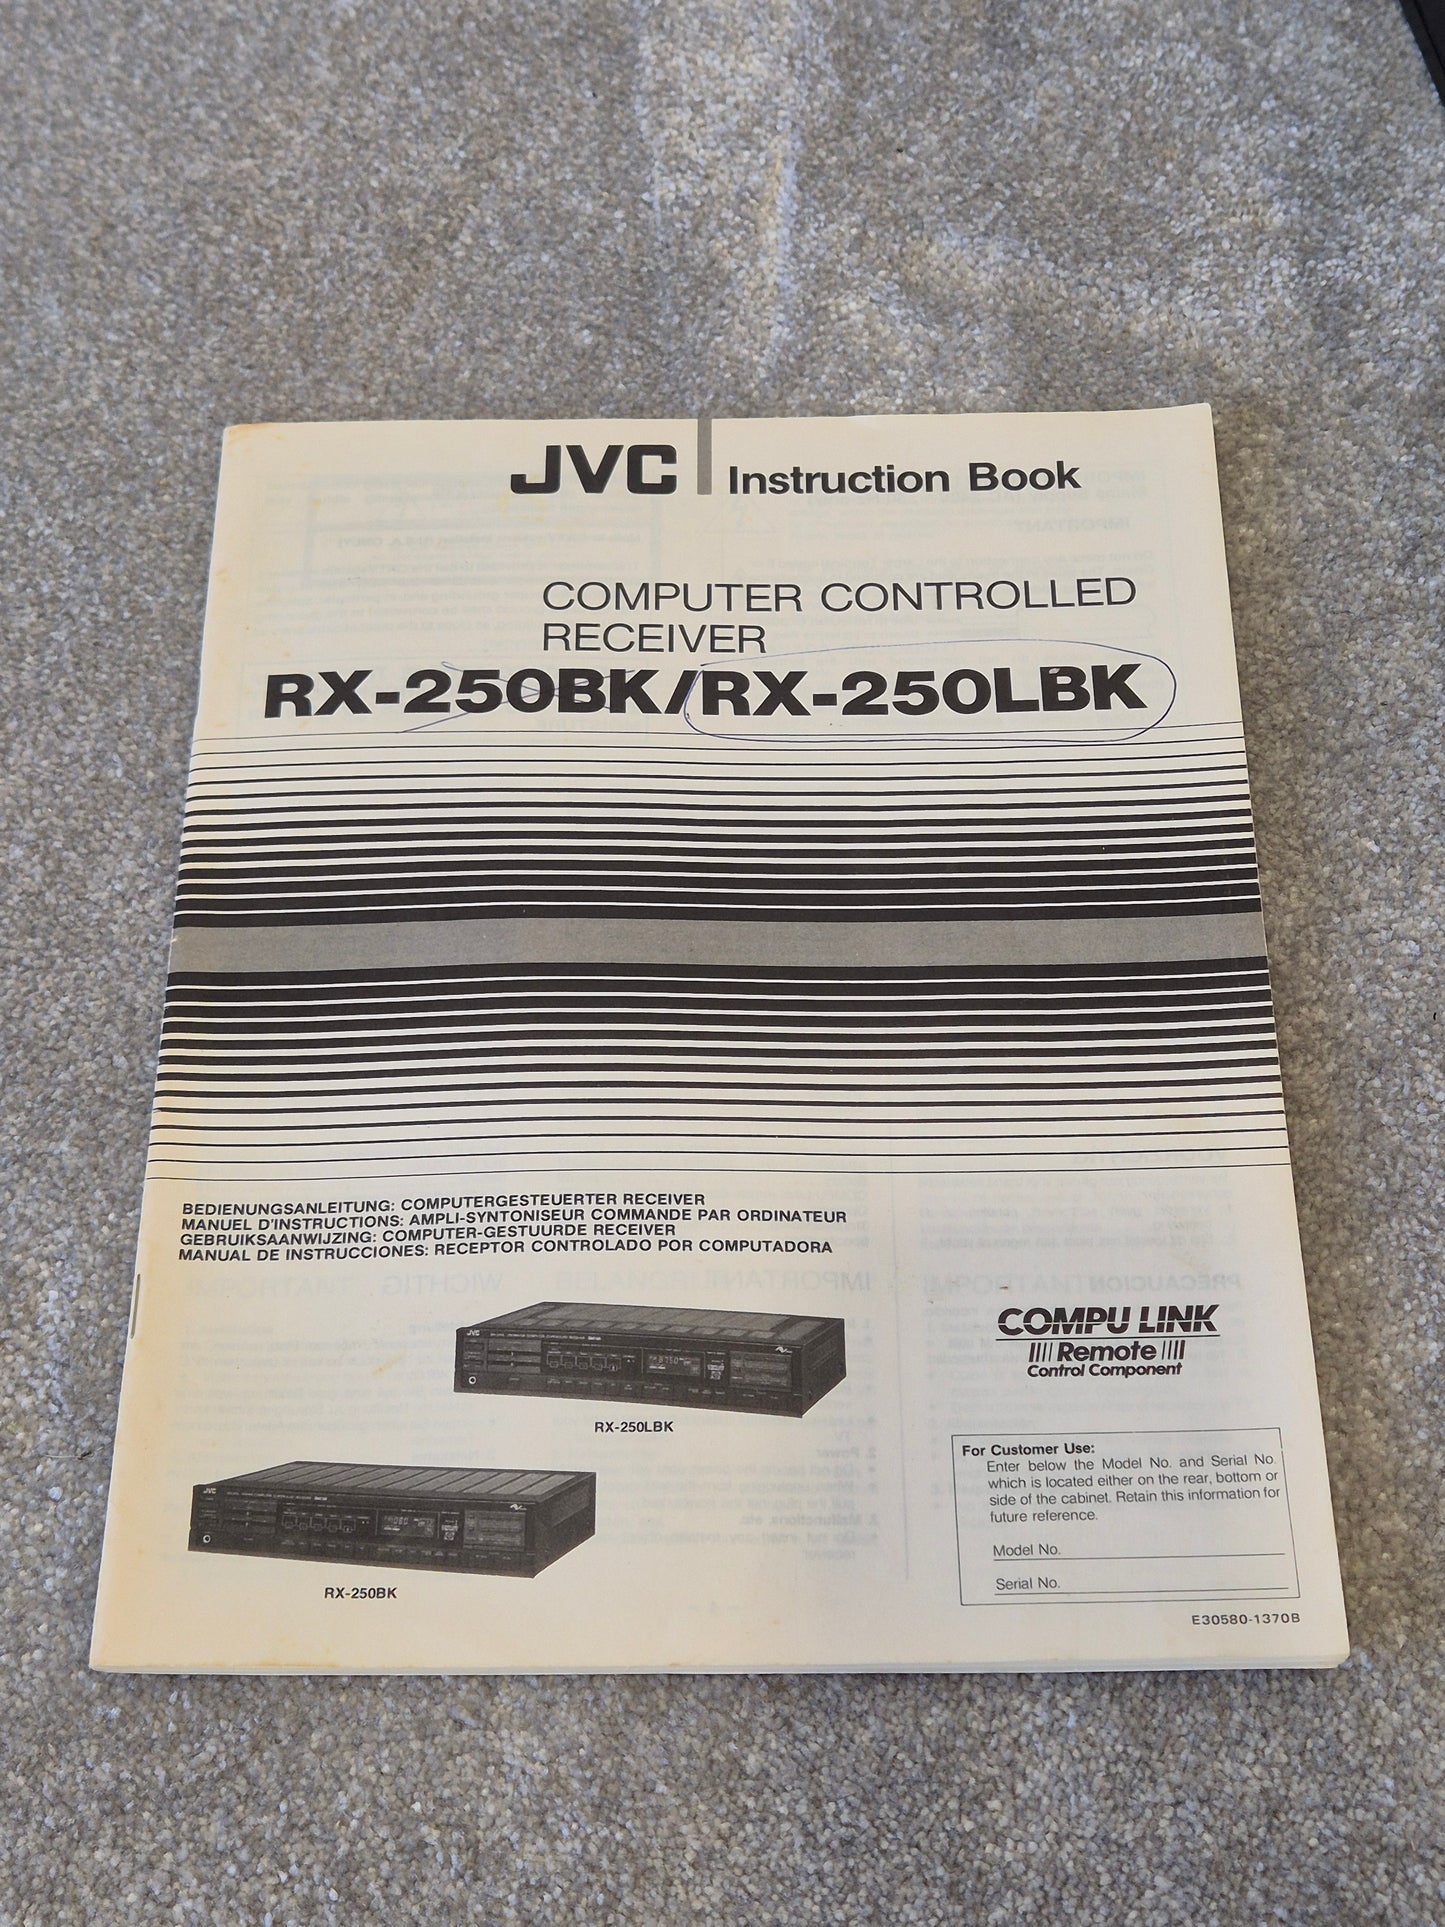 JVC Instruction Book
COMPUTER CONTROLLED
RECEIVER
RX-250BK/RX-250LBK
BEDIENUNGSANLEITUNG: COMPUTERGESTEUERTER RECEIVER
MANUEL D'INSTRUCTIONS: AMPLI-SYNTONISEUR COMMANDE PAR ORDINATEUR
GEBRUIKSAANWIJZING: COMPUTER-GESTUURDE RECEIVER
MANUAL DE INSTRUCCIONES: RECEPTOR CONTROLADO POR COMPUTADORA
JVC
RX-250LBK
COMPU LINK
Remote
Control Component
JVC
RX-250BK
For Customer Use:
Enter below the Model No. and Serial No.
which is located either on the rear, bottom or
side of the cabinet. Retain this information for
future reference.
Model No.
Serial No.
E30580-1370B